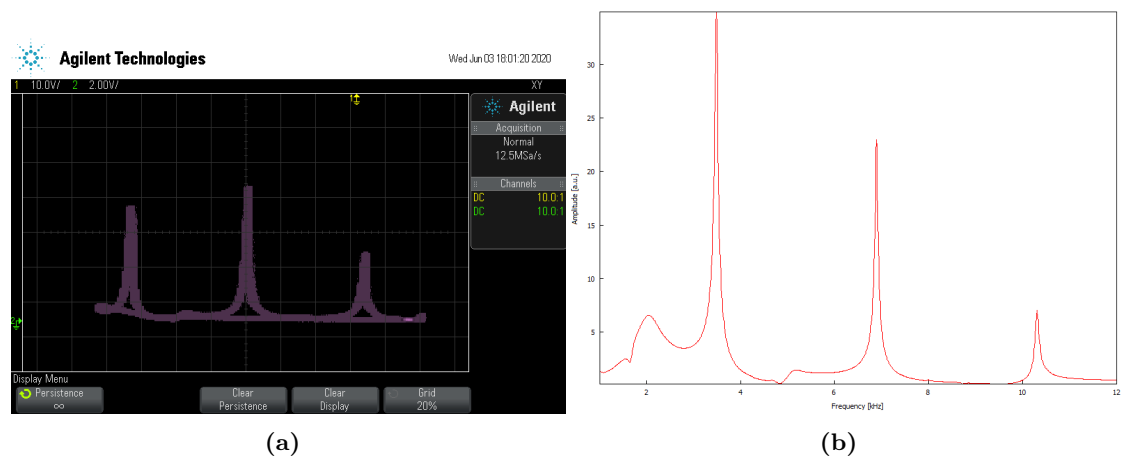 Agilent Technologies
Wed Jun 03 18:01:20 2020
1 10.0V/ 2 2.00V/
XY
1
2
Agilent
Acquisition
Normal
12.5MSa/s
Channels
DC 10.0:1
DC 10.0:1
Display Menu
Persistence
∞
Clear
Persistence
Clear
Display
Grid
20%
(a)
30
25
20
15
10
5
Amplitude [a.u.]
2 4 6 8 10 12
Frequency [kHz]
(b)